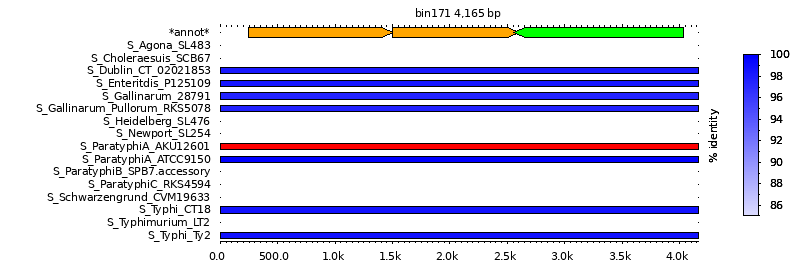 bin171 4,165 bp
*annot*
S_Agona_SL483
S_Choleraesuis_SCB67
S_Dublin_CT_02021853
S_Enteritdis_P125109
S_Gallinarum_28791
S_Gallinarum_Pullorum_RKS5078
S_Heidelberg_SL476
S_Newport_SL254
S_ParatyphiA_AKU12601
S_ParatyphiA_ATCC9150
S_ParatyphiB_SPB7.accessory
S_ParatyphiC_RKS4594
S_Schwarzengrund_CVM19633
S_Typhi_CT18
S_Typhimurium_LT2
S_Typhi_Ty2
0.0 500.0 1.0k 1.5k 2.0k 2.5k 3.0k 3.5k 4.0k
% identity
100
98
96
94
92
90
88
86